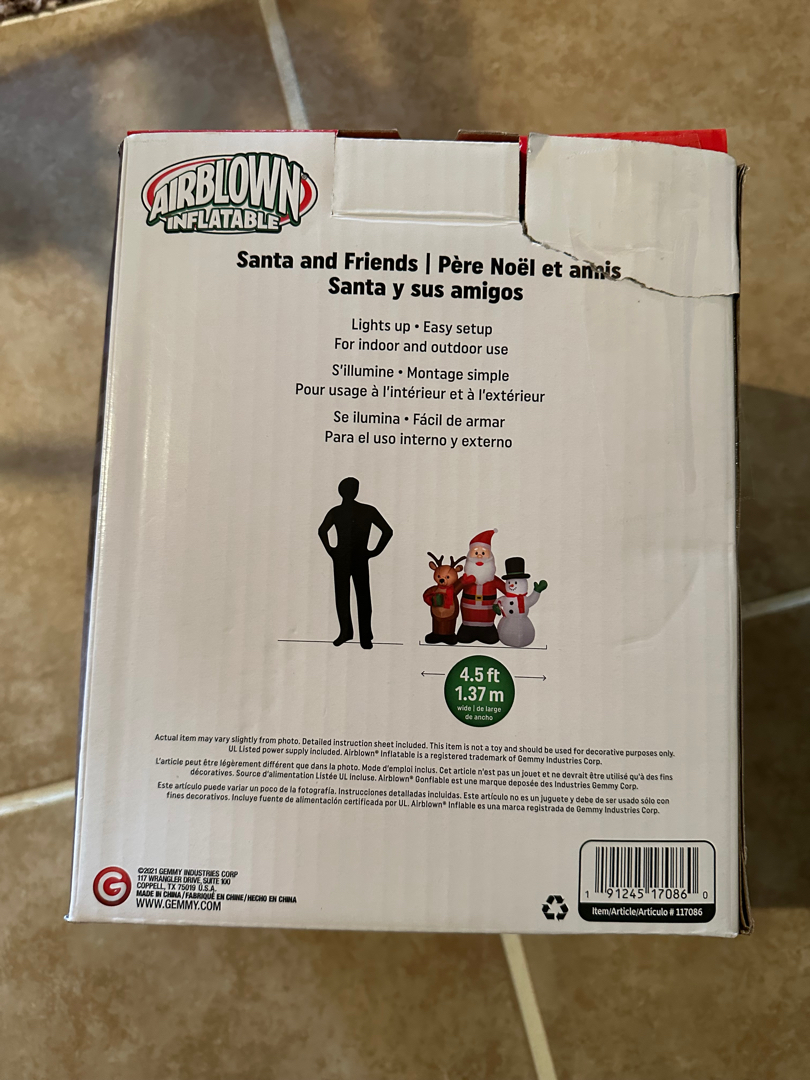 AIRBLOWN
INFLATABLE
Santa and Friends | Père Noël et amis
Santa y sus amigos
Lights up • Easy setup
For indoor and outdoor use
S'illumine • Montage simple
Pour usage à l'intérieur et à l'extérieur
Se ilumina • Fácil de armar
Para el uso interno y externo
4.5 ft
1.37 m
wide | de large
de ancho
Actual item may vary slightly from photo. Detailed instruction sheet included. This item is not a toy and should be used for decorative purposes only.
UL Listed power supply included. Airblown® Inflatable is a registered trademark of Gemmy Industries Corp.
L'article peut être légèrement différent que dans la photo. Mode d'emploi inclus. Cet article n'est pas un jouet et ne devrait être utilisé qu'à des fins
décoratives. Source d'alimentation Listée UL incluse. Airblown® Gonflable est une marque deposée des Industries Gemmy Corp.
Este artículo puede variar un poco de la fotografía. Instrucciones detalladas incluidas. Este artículo no es un juguete y debe de ser usado sólo con
fines decorativos. Incluye fuente de alimentación certificada por UL. Airblown® Inflable es una marca registrada de Gemmy Industries Corp.
G
©2021 GEMMY INDUSTRIES CORP
117 WRANGLER DRIVE, SUITE 100
COPPELL, TX 75019 U.S.A.
MADE IN CHINA/FABRIQUÉ EN CHINE/HECHO EN CHINA
WWW.GEMMY.COM
1 91245 17086 0
Item/Article/Artículo # 117086